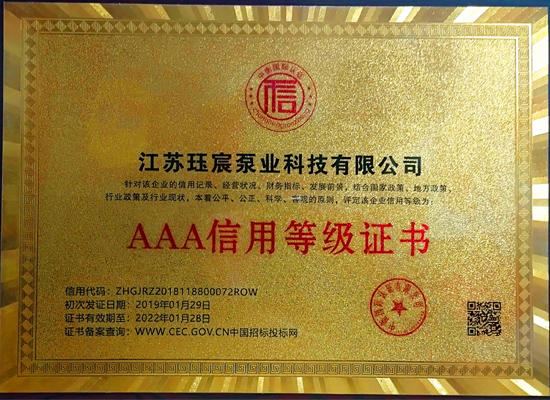 中泰国际认证
信
江苏珏宸泵业科技有限公司
针对该企业的信用记录、经营状况、财务指标、发展前景，结合国家政策、地方政策，
行业政策及行业现状，本着公平、公正、科学、客观的原则，评定该企业信用等级为：
AAA信用等级证书
信用代码：ZHGJRZ2018118800072ROW
初次发证日期：2019年01月29日
证书有效期至：2022年01月28日
证书备案查询：WWW.CEC.GOV.CN中国招标投标网